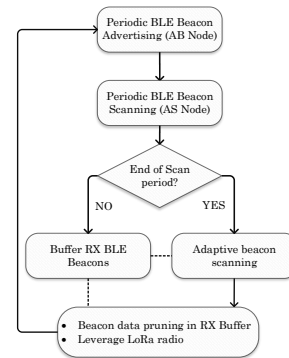 Periodic BLE Beacon
Advertising (AB Node)
Periodic BLE Beacon
Scanning (AS Node)
End of Scan
period?
NO
YES
Buffer RX BLE
Beacons
Adaptive beacon
scanning
• Beacon data pruning in RX Buffer
• Leverage LoRa radio